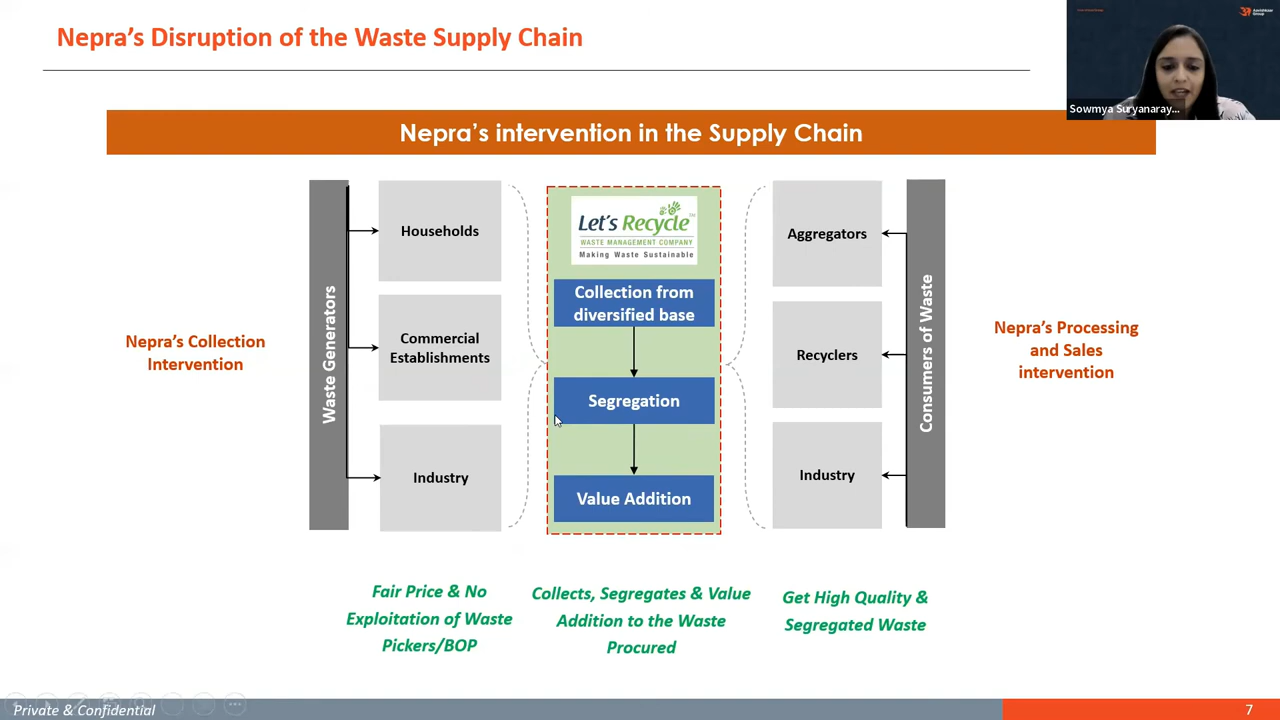 Nepra’s Disruption of the Waste Supply Chain
Sowmya Suryanaray...
Nepra’s intervention in the Supply Chain
Nepra’s Collection
Intervention
Waste Generators
Households
Commercial
Establishments
Industry
Let’s Recycle
WASTE MANAGEMENT COMPANY
Making Waste Sustainable
Collection from
diversified base
Segregation
Value Addition
Aggregators
Recyclers
Industry
Consumers of Waste
Nepra’s Processing
and Sales
intervention
Fair Price & No
Exploitation of Waste
Pickers/BOP
Collects, Segregates & Value
Addition to the Waste
Procured
Get High Quality &
Segregated Waste
Private & Confidential
7